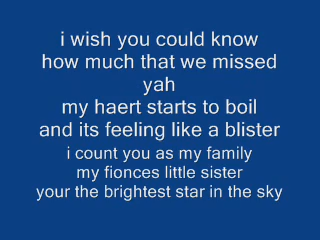 i wish you could know
how much that we missed
yah
my haert starts to boil
and its feeling like a blister
i count you as my family
my fionces little sister
your the brightest star in the sky